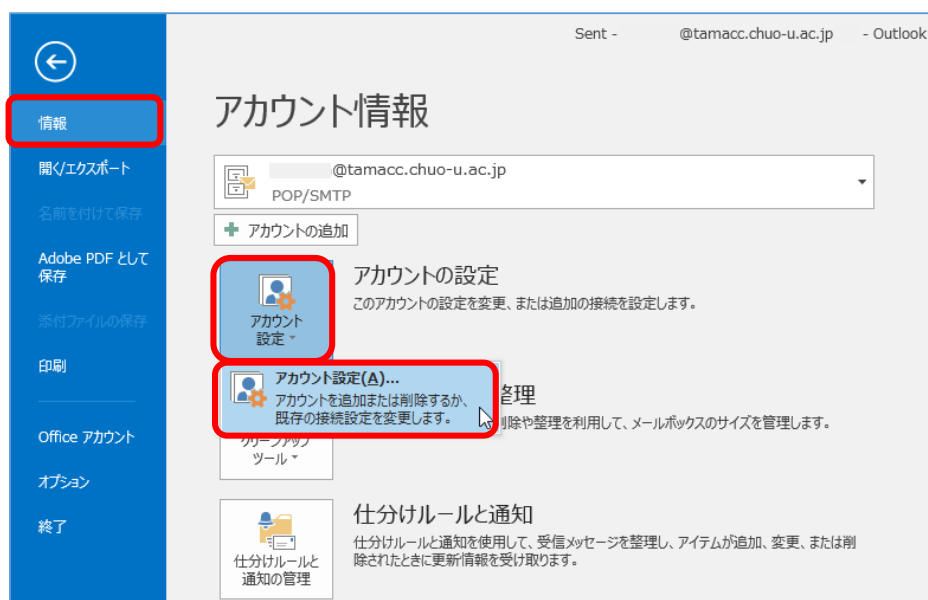 Sent - @tamacc.chuo-u.ac.jp - Outlook
情報
開く/エクスポート
名前を付けて保存
Adobe PDF として
保存
添付ファイルの保存
印刷
Office アカウント
オプション
終了
アカウント情報
@tamacc.chuo-u.ac.jp
POP/SMTP
アカウントの追加
アカウント
設定
アカウントの設定
このアカウントの設定を変更、または追加の接続を設定します。
アカウント設定(A)...
アカウントを追加または削除するか、
既存の接続設定を変更します。
整理
削除や整理を利用して、メールボックスのサイズを管理します。
クリーンアップ
ツール
仕分けルールと
通知の管理
仕分けルールと通知
仕分けルールと通知を使用して、受信メッセージを整理し、アイテムが追加、変更、または削
除されたときに更新情報を受け取ります。